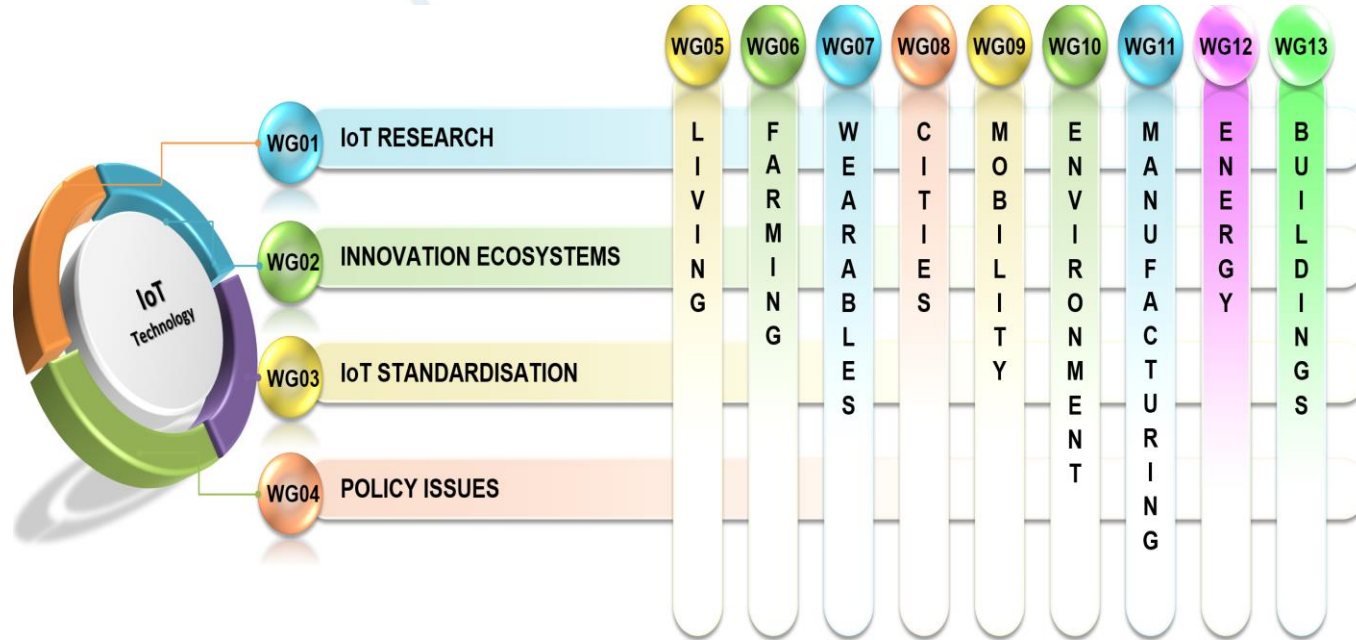 WG05 WG06 WG07 WG08 WG09 WG10 WG11 WG12 WG13
WG01 IoT RESEARCH
WG02 INNOVATION ECOSYSTEMS
IoT
Technology
WG03 IoT STANDARDISATION
WG04 POLICY ISSUES
LIVING
FARMING
WEARABLES
CITIES
MOBILITY
ENVIRONMENT
MANUFACTURING
ENERGY
BUILDINGS